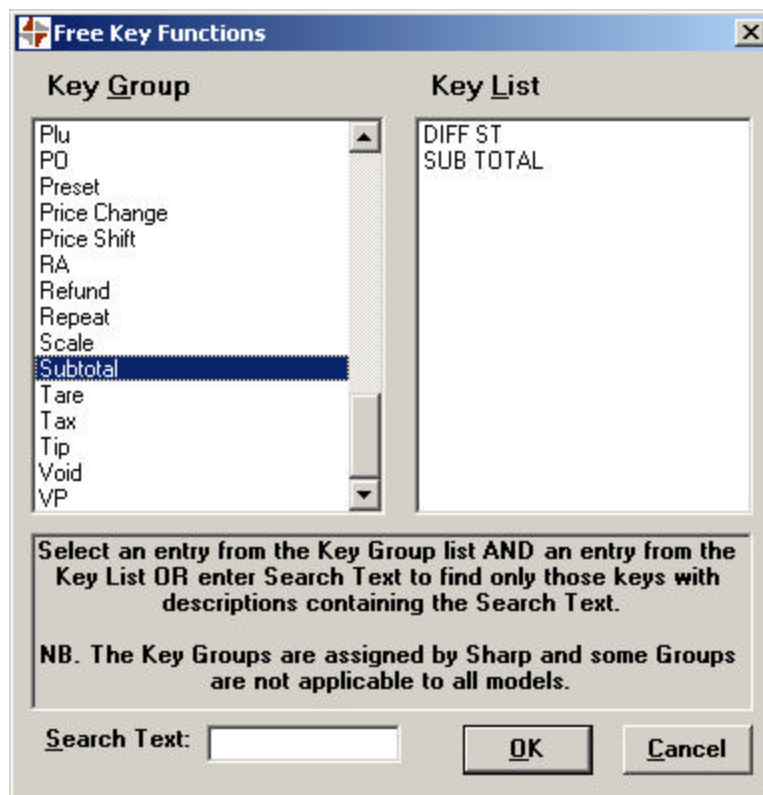 Free Key Functions
Key Group
Key List
Plu
PO
Preset
Price Change
Price Shift
RA
Refund
Repeat
Scale
Subtotal
Tare
Tax
Tip
Void
VP
DIFF ST
SUB TOTAL
Select an entry from the Key Group list AND an entry from the
Key List OR enter Search Text to find only those keys with
descriptions containing the Search Text.
NB. The Key Groups are assigned by Sharp and some Groups
are not applicable to all models.
Search Text:
OK
Cancel